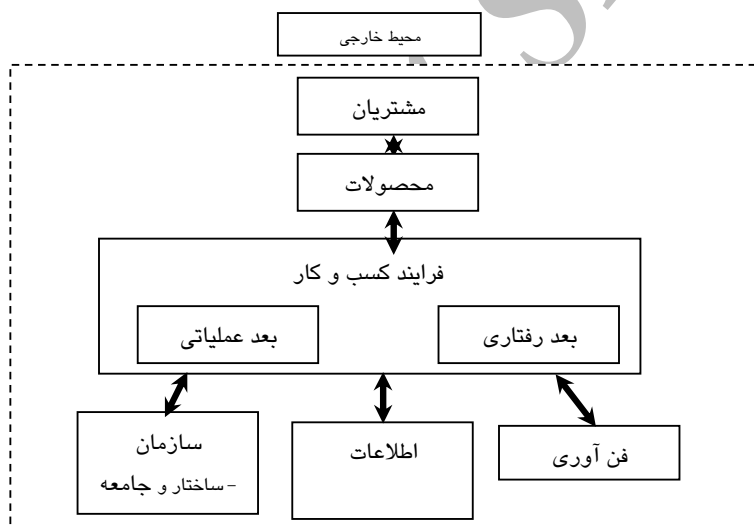 محیط خارجی
مشتریان
محصولات
فرایند کسب و کار
بعد رفتاری
بعد عملیاتی
فن آوری
اطلاعات
سازمان
-ساختار و جامعه